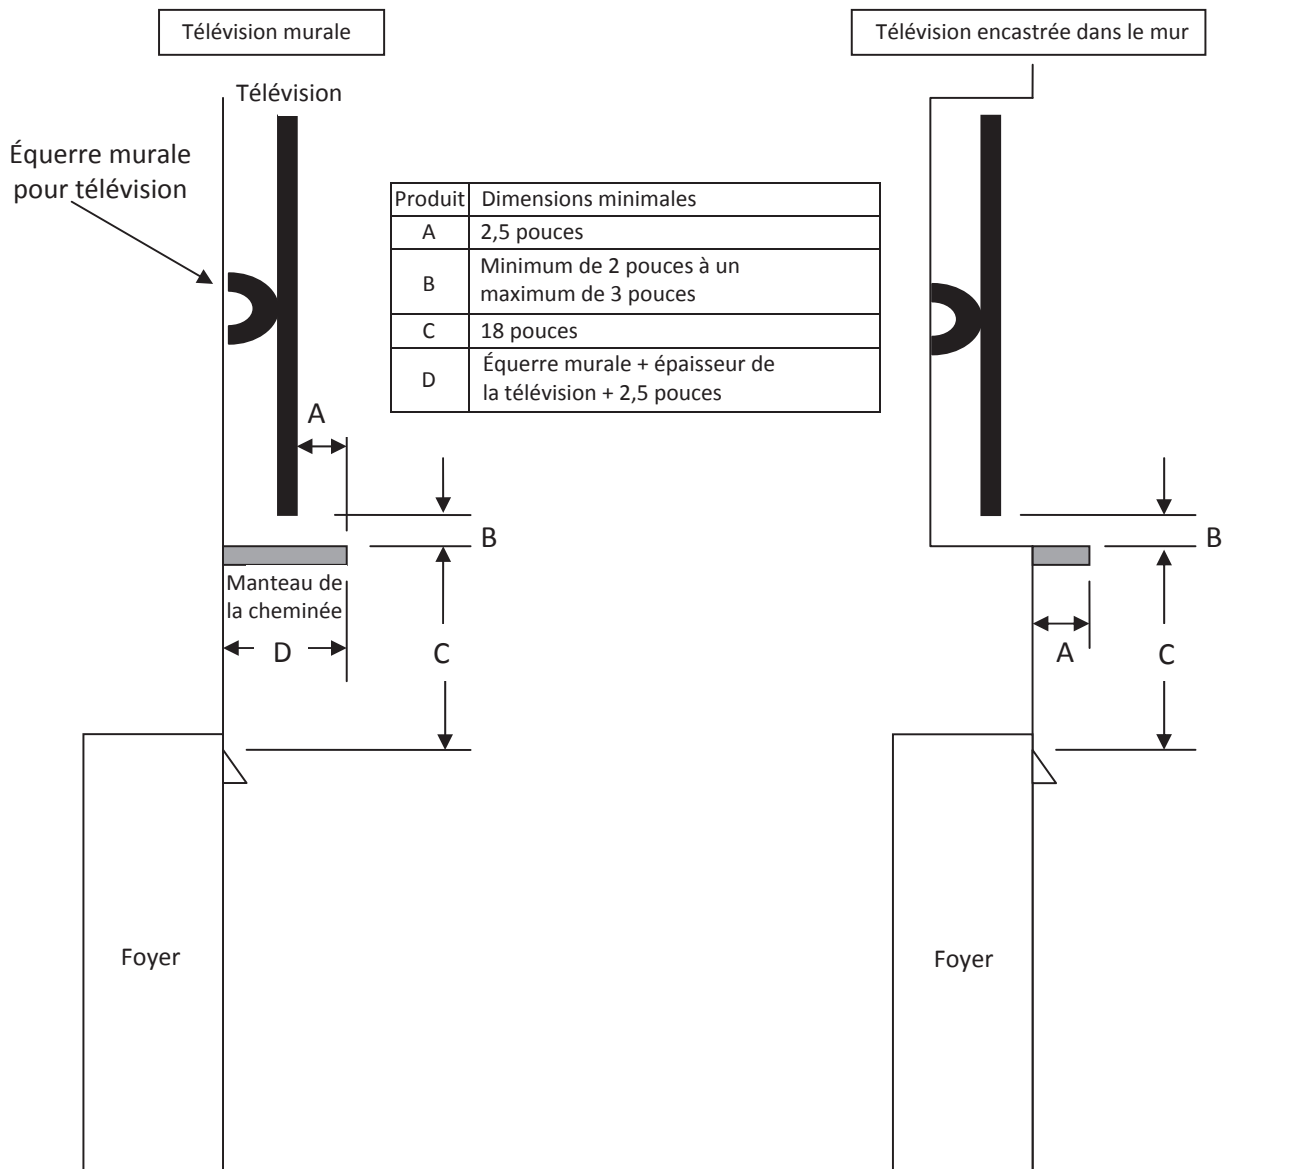 Télévision murale
Télévision encastrée dans le mur
Télévision
Équerre murale
pour télévision
Produit Dimensions minimales
A 2,5 pouces
B Minimum de 2 pouces à un
maximum de 3 pouces
C 18 pouces
D Équerre murale + épaisseur de
la télévision + 2,5 pouces
A
B
B
Manteau de
la cheminée
D
C
A
C
Foyer
Foyer